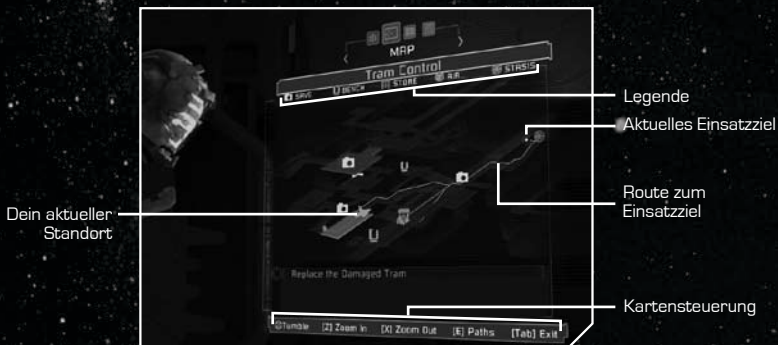 MAP
Tram Control
SAVE BENCH STORE AIR STASIS
Legende
Aktuelles Einsatzziel
Route zum
Einsatzziel
Dein aktueller
Standort
Replace the Damaged Tram
Kartensteuerung
Tumble [Z] Zoom In [X] Zoom Out [E] Paths [Tab] Exit